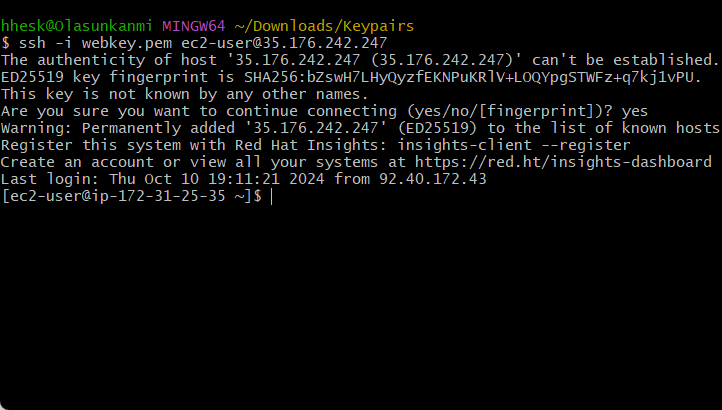 hhesk@Olasunkanmi MINGW64 ~/Downloads/Keypairs
$ ssh -i webkey.pem ec2-user@35.176.242.247
The authenticity of host '35.176.242.247 (35.176.242.247)' can't be established.
ED25519 key fingerprint is SHA256:bZswH7LHyQyzfEKNPuKRlV+LOQYpgSTWFz+q7kj1vPU.
This key is not known by any other names.
Are you sure you want to continue connecting (yes/no/[fingerprint])? yes
Warning: Permanently added '35.176.242.247' (ED25519) to the list of known hosts
Register this system with Red Hat Insights: insights-client --register
Create an account or view all your systems at https://red.ht/insights-dashboard
Last login: Thu Oct 10 19:11:21 2024 from 92.40.172.43
[ec2-user@ip-172-31-25-35 ~]$